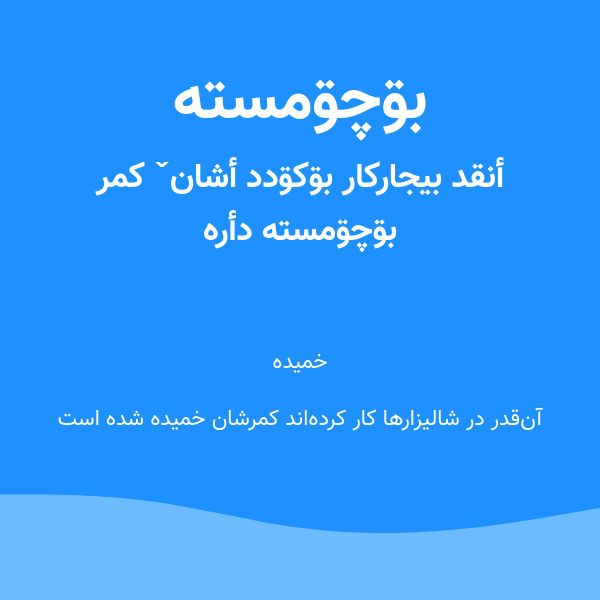 بۊچۊمسته
أنقد بیجارکار بۊکۊدد أشانˇ کمر
بۊچۊمسته دأره
خمیده
آن‌قدر در شالیزارها کار کرده‌اند کمرشان خمیده شده است